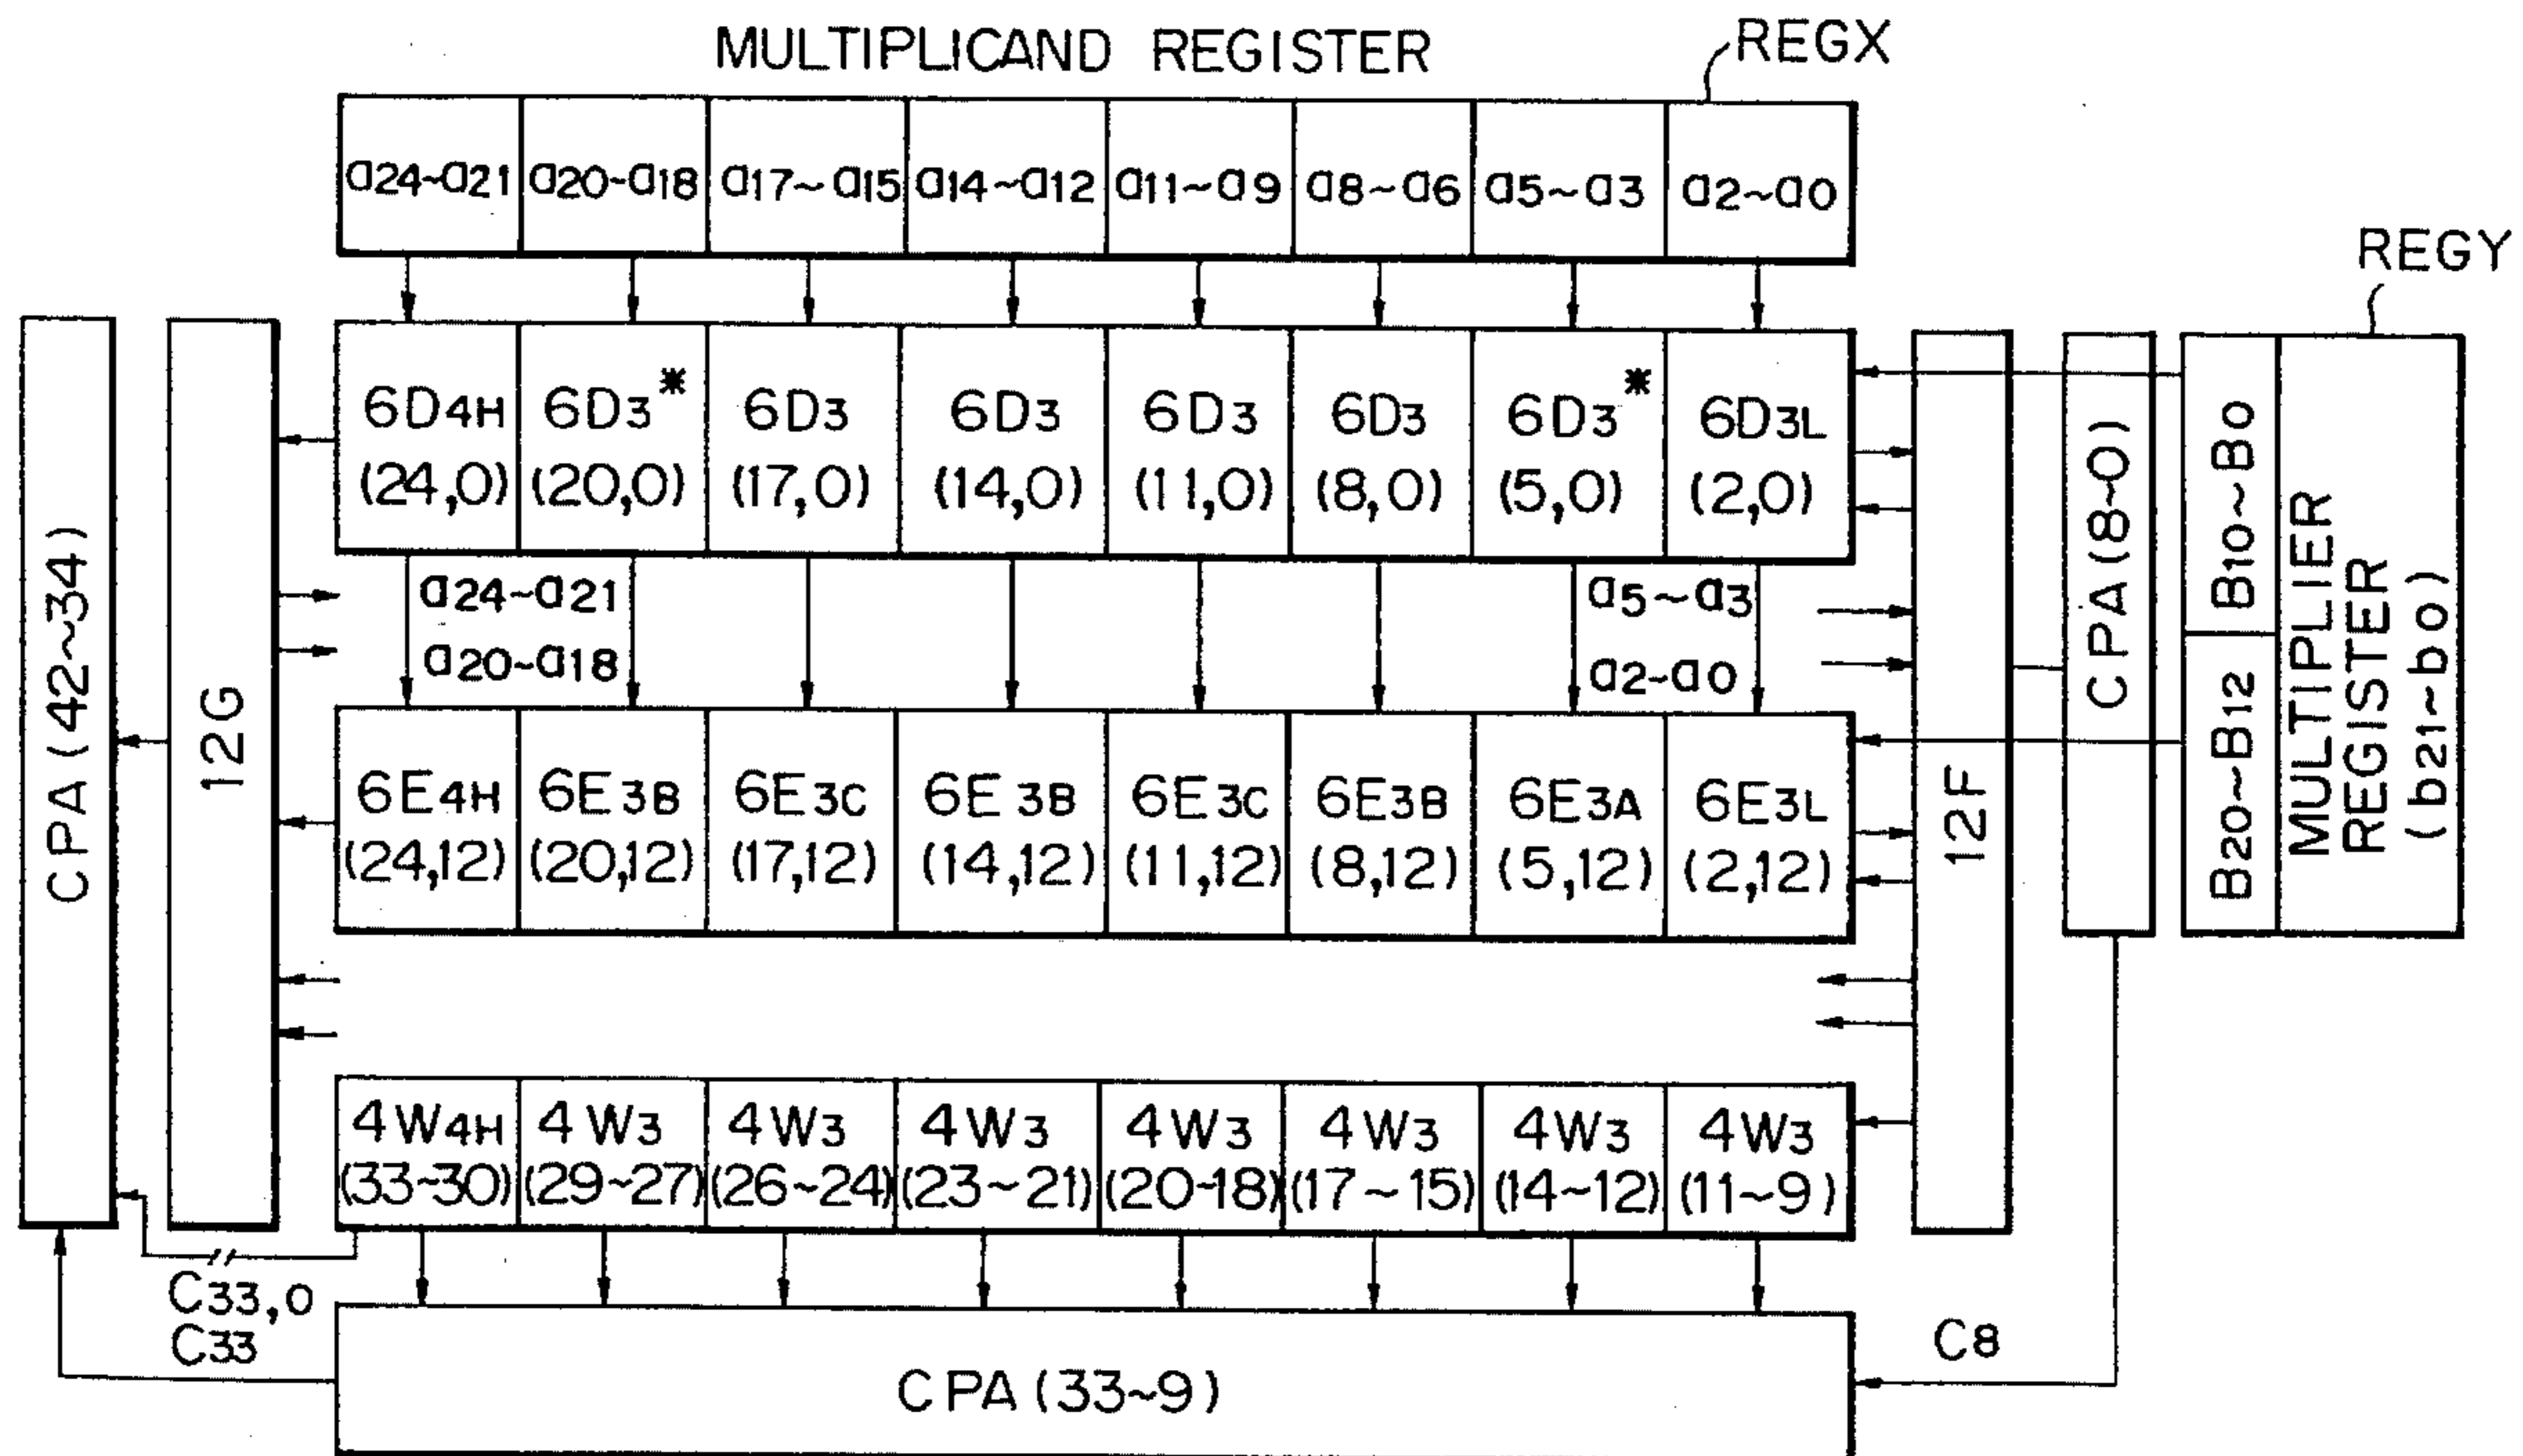 MULTIPLICAND REGISTER
REGX
a24~a21 a20-a18 a17~a15 a14~a12 a11~a9 a8~a6 a5~a3 a2~a0
REGY
6D4H 6D3* 6D3 6D3 6D3 6D3 6D3* 6D3L
(24,0) (20,0) (17,0) (14,0) (11,0) (8,0) (5,0) (2,0)
a24~a21 a5~a3
a20~a18 a2-a0
CPA (42~34)
12G
6E4H 6E3B 6E3C 6E3B 6E3C 6E3B 6E3A 6E3L
(24,12) (20,12) (17,12) (14,12) (11,12) (8,12) (5,12) (2,12)
12F
CPA (8-0)
B10~B0
B20~B12
MULTIPLIER
REGISTER
(b21~b0)
4W4H 4W3 4W3 4W3 4W3 4W3 4W3 4W3
(33~30) (29~27) (26~24) (23~21) (20-18) (17~15) (14~12) (11~9)
C33,0
C33
C8
CPA (33~9)